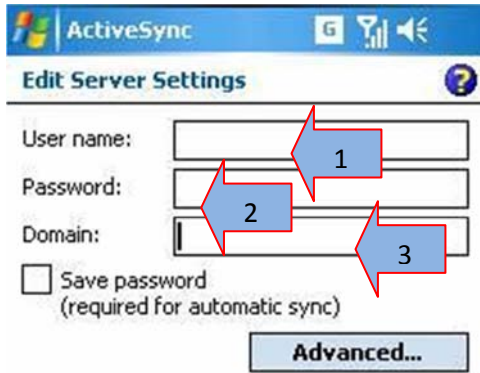 ActiveSync G
Edit Server Settings ?
User name: 1
Password: 2
Domain: 3
Save password
(required for automatic sync)
Advanced...